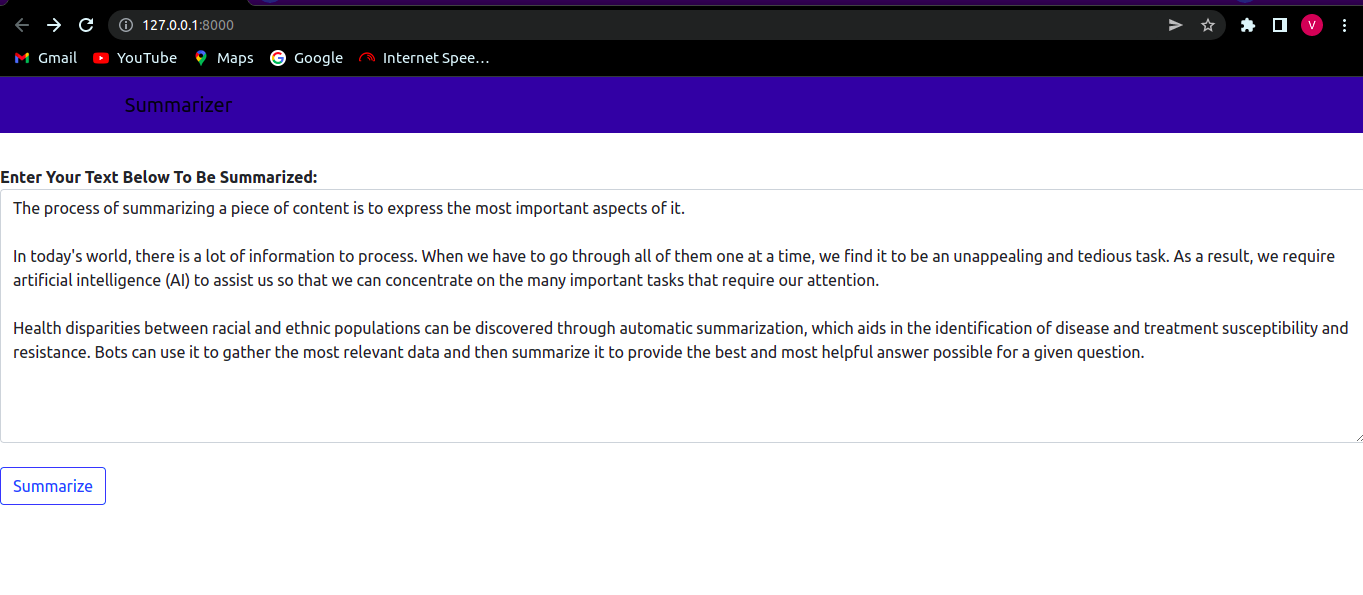 127.0.0.1:8000
V
Gmail YouTube Maps Google Internet Spee...
Summarizer
Enter Your Text Below To Be Summarized:
The process of summarizing a piece of content is to express the most important aspects of it.
In today's world, there is a lot of information to process. When we have to go through all of them one at a time, we find it to be an unappealing and tedious task. As a result, we require
artificial intelligence (AI) to assist us so that we can concentrate on the many important tasks that require our attention.
Health disparities between racial and ethnic populations can be discovered through automatic summarization, which aids in the identification of disease and treatment susceptibility and
resistance. Bots can use it to gather the most relevant data and then summarize it to provide the best and most helpful answer possible for a given question.
Summarize